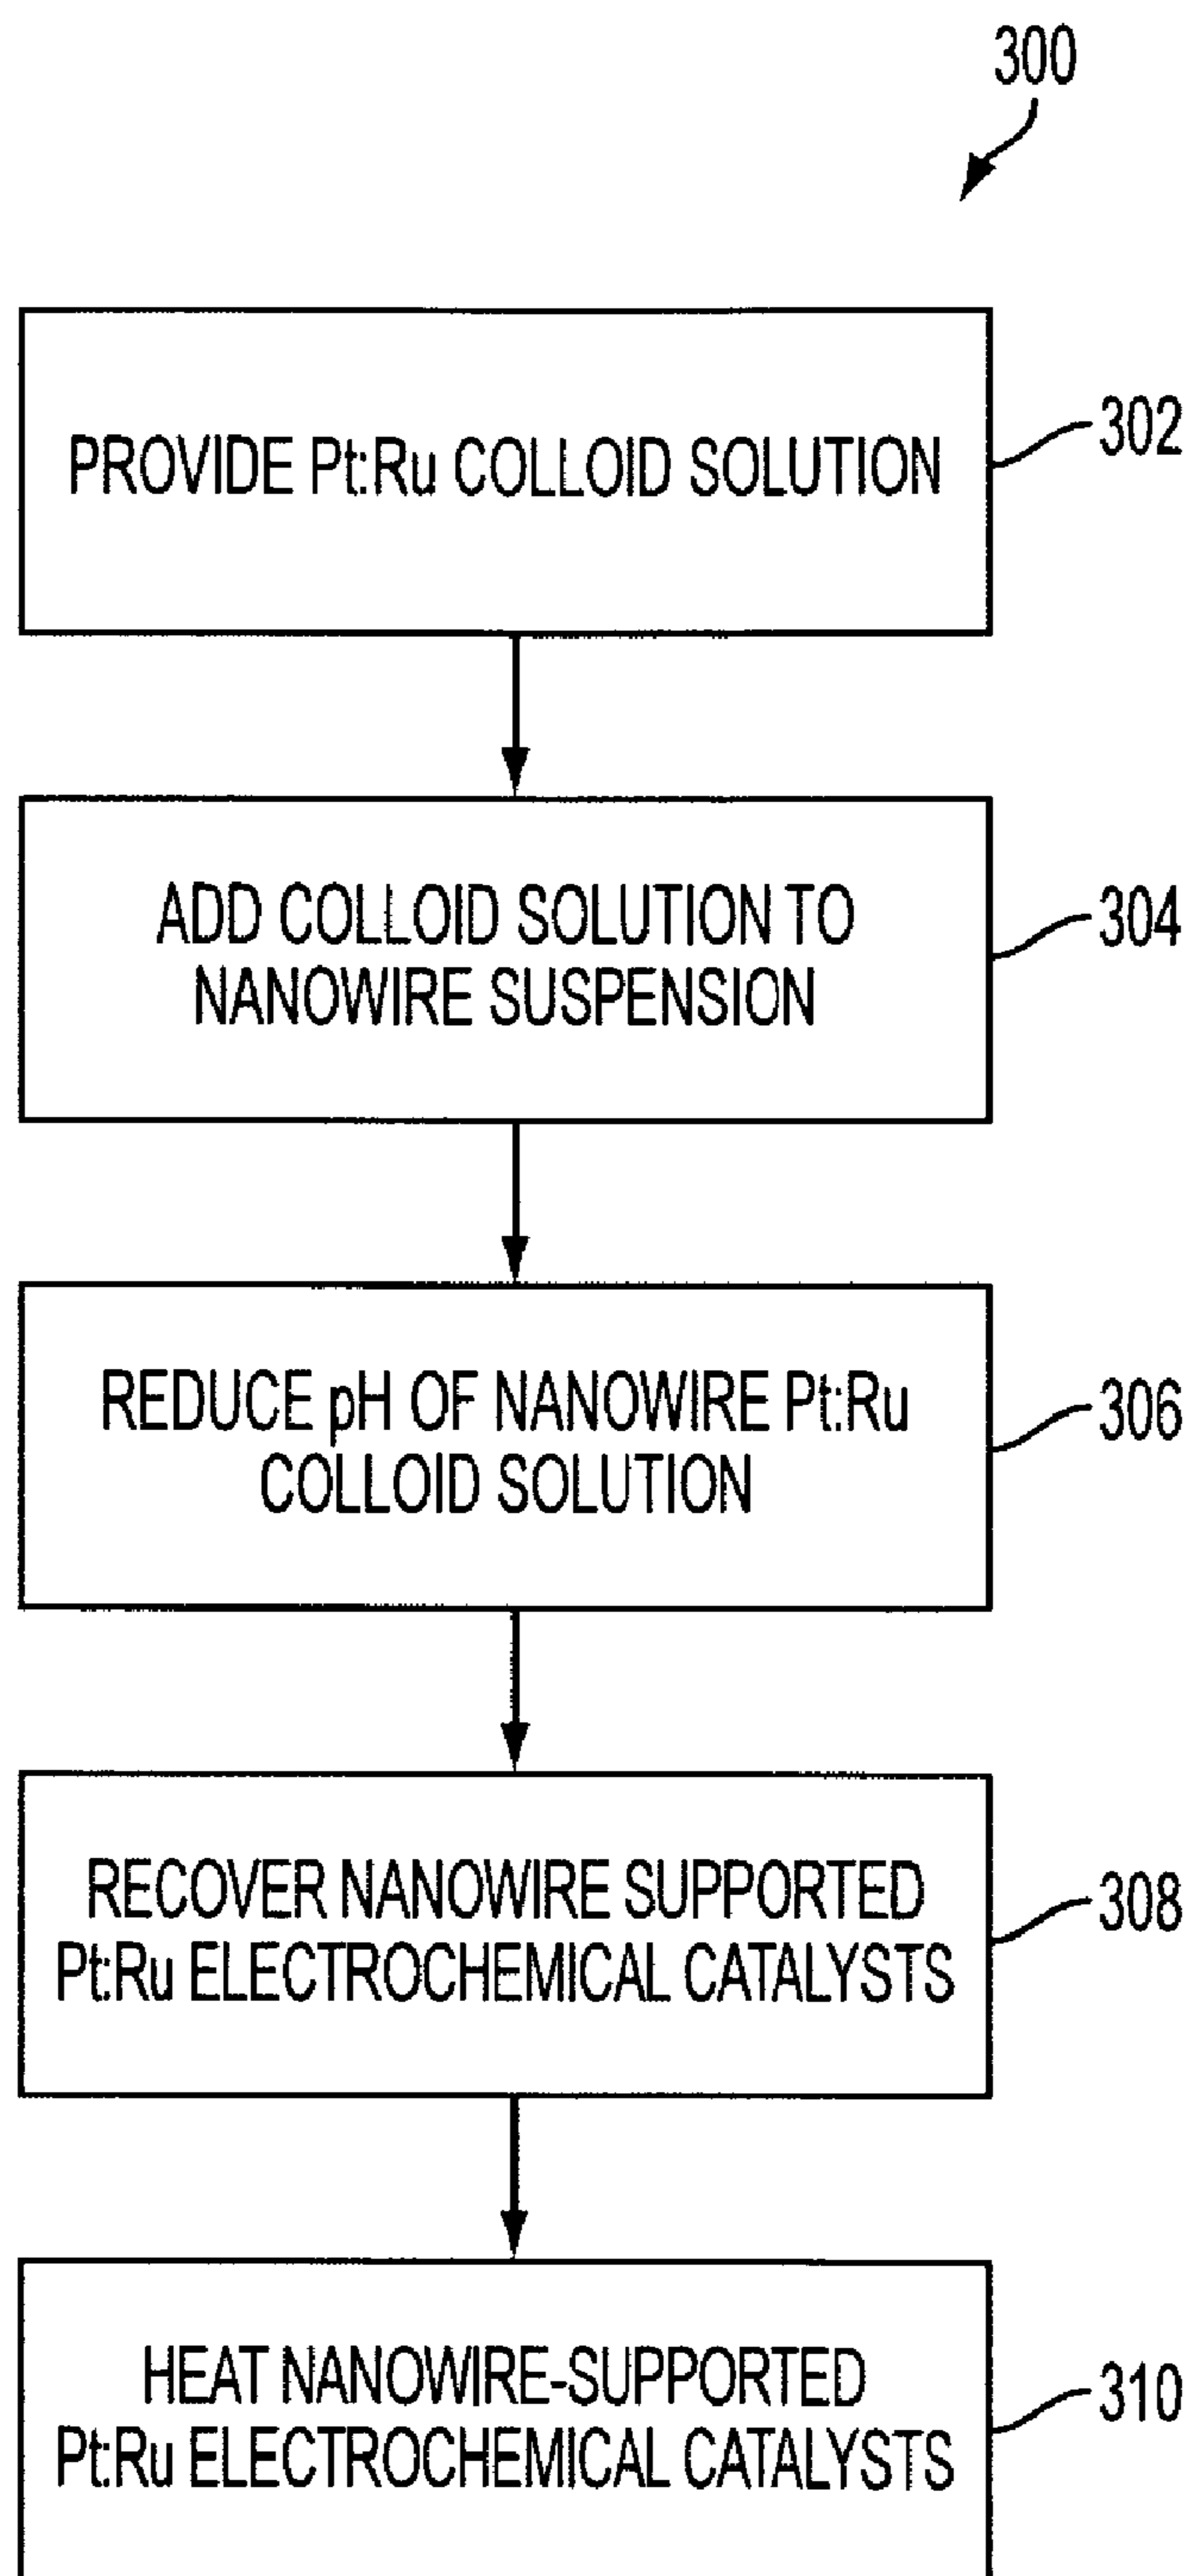 300
PROVIDE Pt:Ru COLLOID SOLUTION
302
ADD COLLOID SOLUTION TO
NANOWIRE SUSPENSION
304
REDUCE pH OF NANOWIRE Pt:Ru
COLLOID SOLUTION
306
RECOVER NANOWIRE SUPPORTED
Pt:Ru ELECTROCHEMICAL CATALYSTS
308
HEAT NANOWIRE-SUPPORTED
Pt:Ru ELECTROCHEMICAL CATALYSTS
310